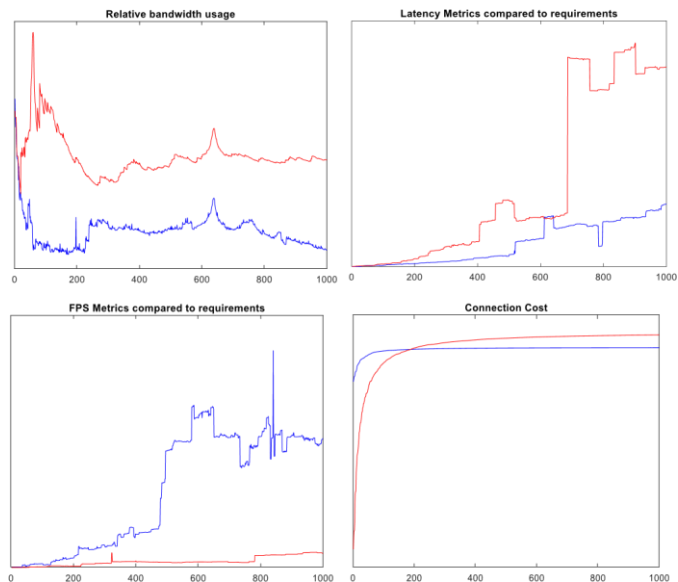 Relative bandwidth usage
0 200 400 600 800 1000
Latency Metrics compared to requirements
0 200 400 600 800 1000
FPS Metrics compared to requirements
0 200 400 600 800 1000
Connection Cost
0 200 400 600 800 1000